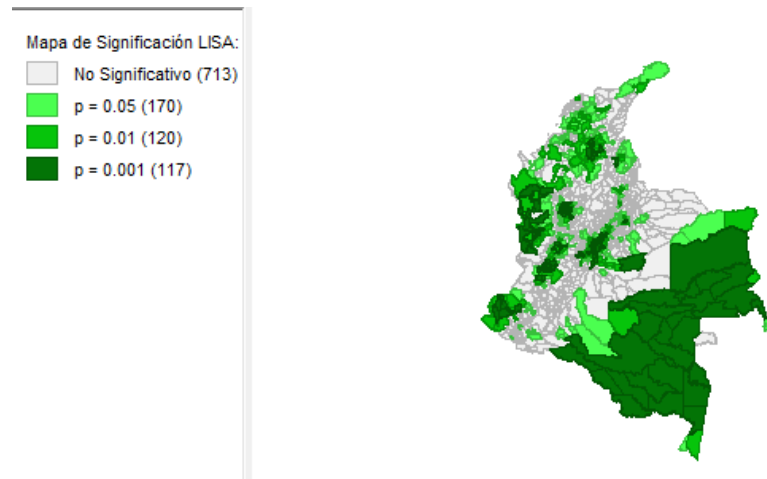 Mapa de Significación LISA:
No Significativo (713)
p = 0.05 (170)
p = 0.01 (120)
p = 0.001 (117)